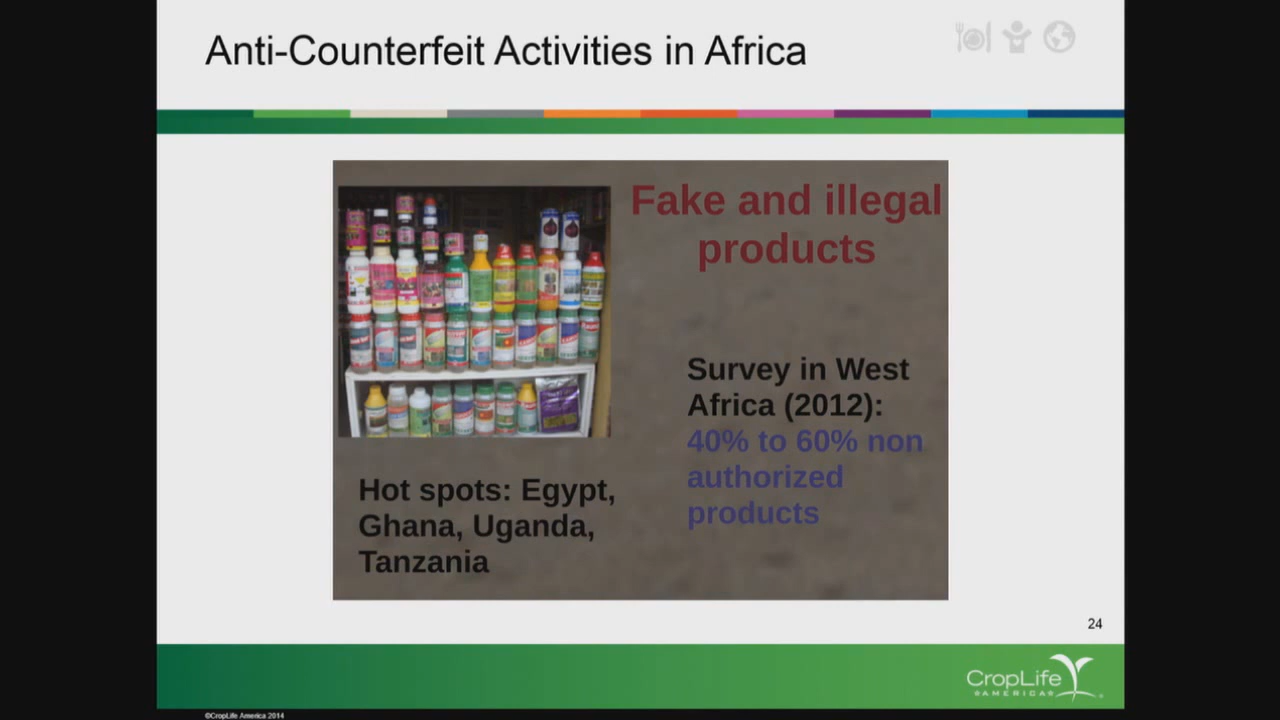 Anti-Counterfeit Activities in Africa
Fake and illegal
products
Survey in West
Africa (2012):
40% to 60% non
authorized
products
Hot spots: Egypt,
Ghana, Uganda,
Tanzania
24
CropLife
AMERICA
©CropLife America 2014